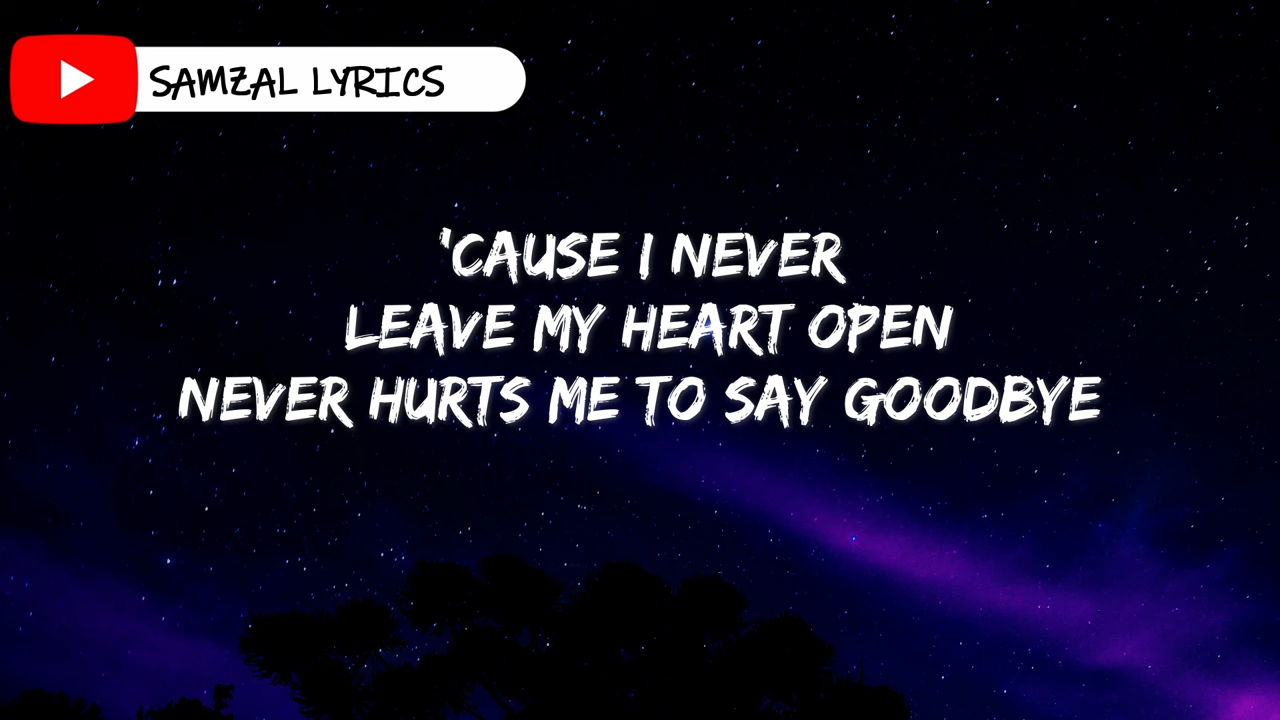 SAMZAL LYRICS
'CAUSE I NEVER
LEAVE MY HEART OPEN
NEVER HURTS ME TO SAY GOODBYE